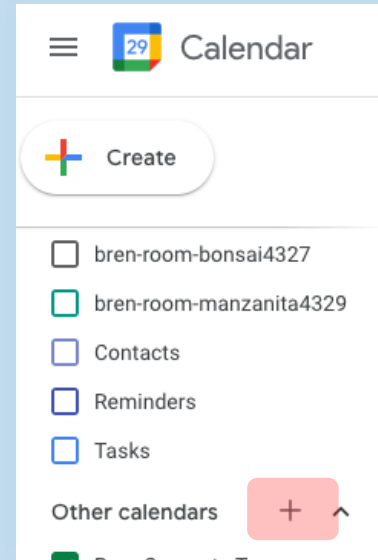 29 Calendar
Create
bren-room-bonsai4327
bren-room-manzanita4329
Contacts
Reminders
Tasks
Other calendars